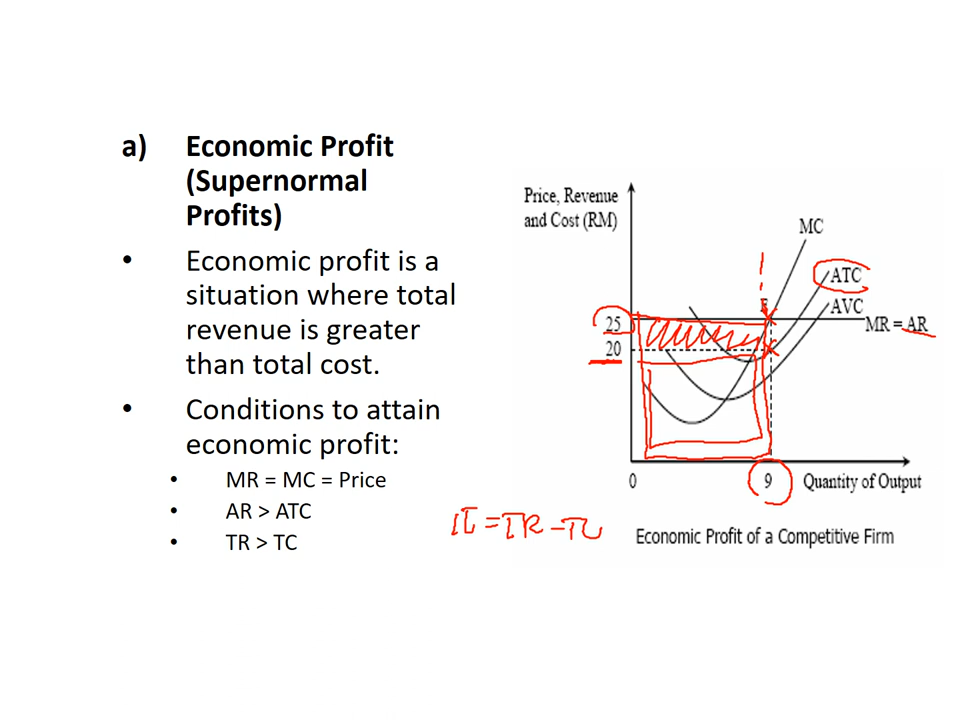 a) Economic Profit
(Supernormal
Profits)
• Economic profit is a
situation where total
revenue is greater
than total cost.
• Conditions to attain
economic profit:
• MR = MC = Price
• AR > ATC
• TR > TC
Price, Revenue
and Cost (RM)
MC
ATC
AVC
MR = AR
25
20
0
9
Quantity of Output
π = TR - TC
Economic Profit of a Competitive Firm